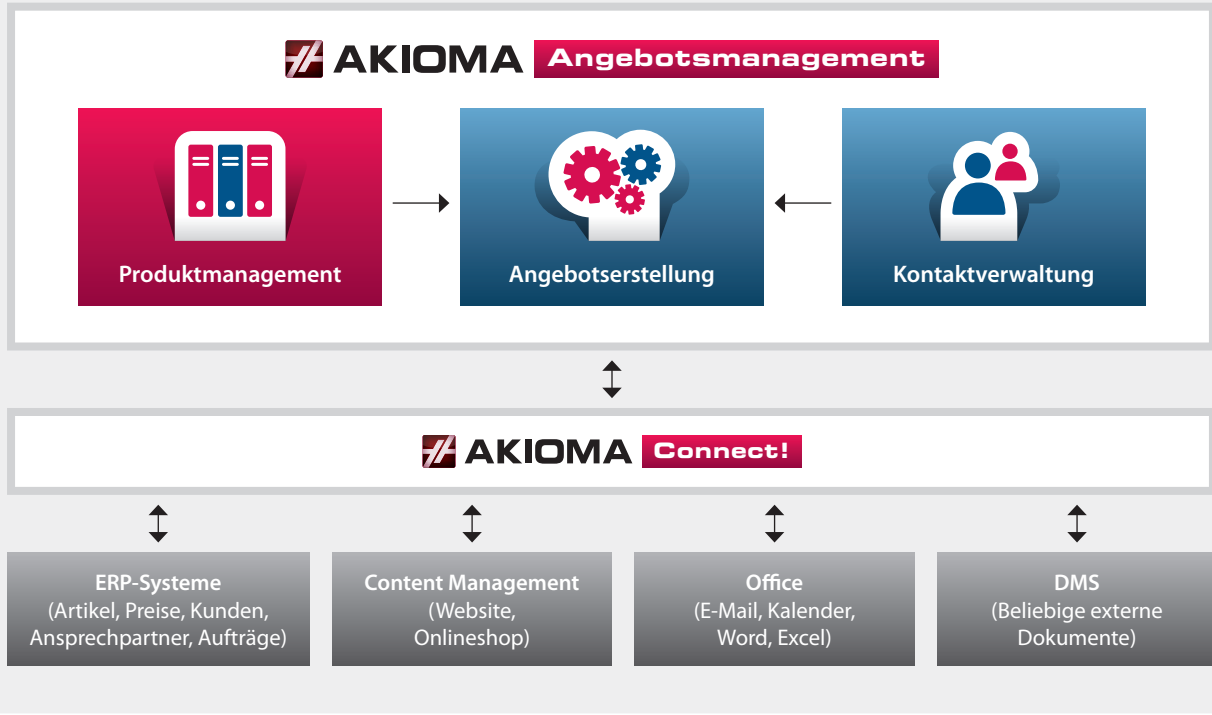 AKIOMA Angebotsmanagement
Produktmanagement
Angebotserstellung
Kontaktverwaltung
AKIOMA Connect!
ERP-Systeme
(Artikel, Preise, Kunden,
Ansprechpartner, Aufträge)
Content Management
(Website,
Onlineshop)
Office
(E-Mail, Kalender,
Word, Excel)
DMS
(Beliebige externe
Dokumente)